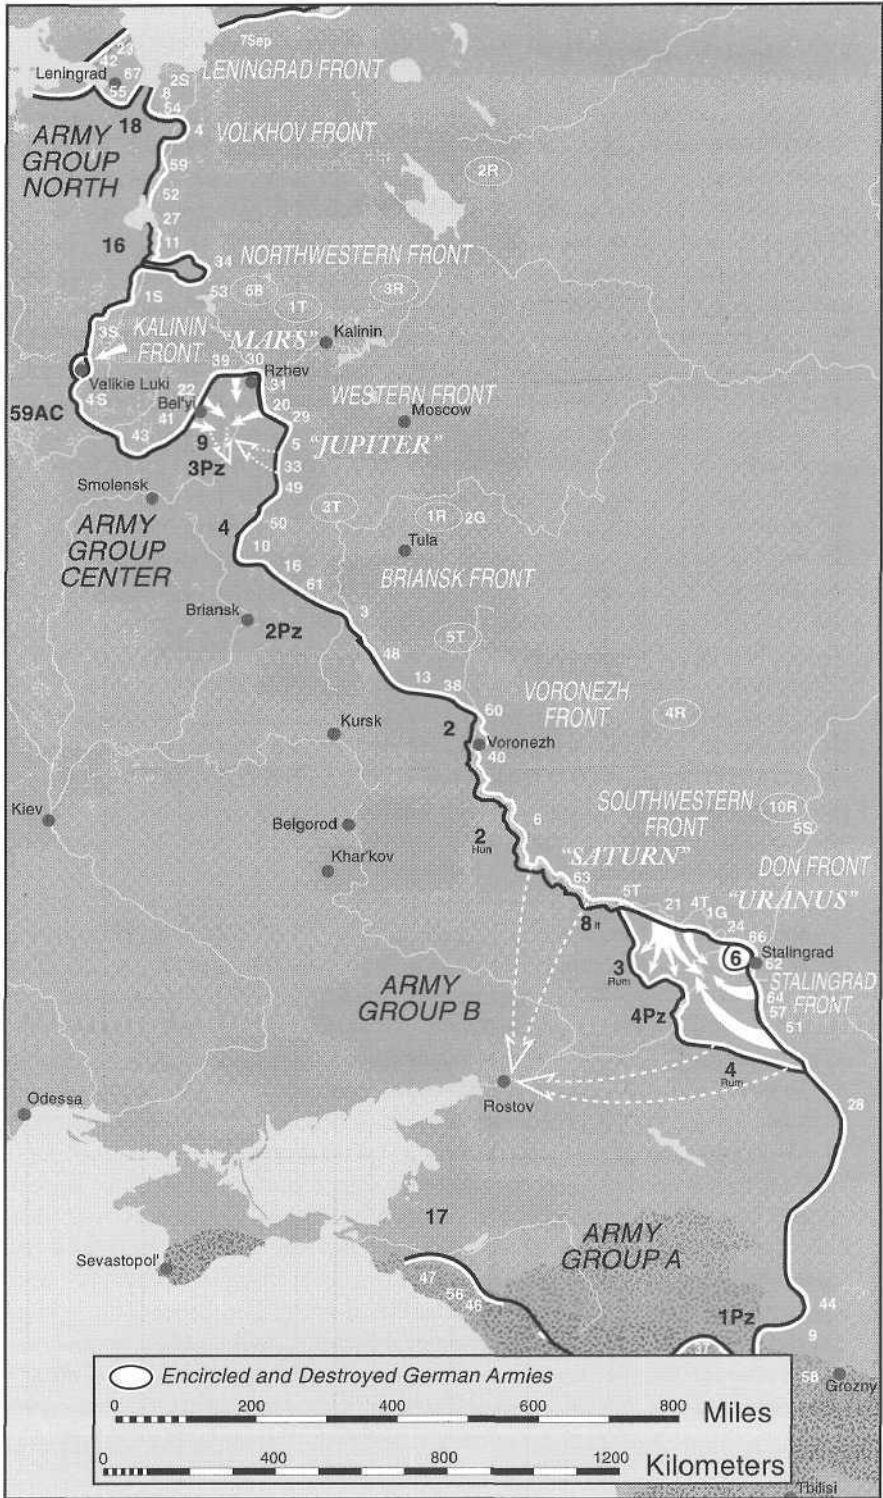 7Sep
23
42
Leningrad
67
55
2S
8
54
LENINGRAD FRONT
18
4
VOLKHOV FRONT
ARMY
GROUP
NORTH
59
2R
52
27
16
11
NORTHWESTERN FRONT
34
53
6B
3R
1S
1T
3S
KALININ
FRONT
"MARS"
Kalinin
39
30
Velikie Luki
Rzhev
4S
22
31
WESTERN FRONT
59AC
Bel'yi
41
20
29
Moscow
43
9
5
"JUPITER"
3Pz
33
Smolensk
49
3T
1R
2G
4
50
ARMY
GROUP
CENTER
10
Tula
16
61
BRIANSK FRONT
Briansk
2Pz
3
5T
48
13
38
VORONEZH
FRONT
60
4R
Kursk
2
Voronezh
40
Kiev
SOUTHWESTERN
FRONT
10R
5S
Belgorod
2
Hun
6
Khar'kov
"SATURN"
63
DON FRONT
5T
21
4T
1G
"URANUS"
8 It
24
66
6
Stalingrad
62
3
Rum
STALINGRAD
FRONT
64
57
51
ARMY
GROUP B
4Pz
4
Rum
Odessa
Rostov
28
17
ARMY
GROUP A
Sevastopol'
47
56
46
1Pz
44
9
37
58
Grozny
Encircled and Destroyed German Armies
0 200 400 600 800 Miles
0 400 800 1200 Kilometers
Tbilisi